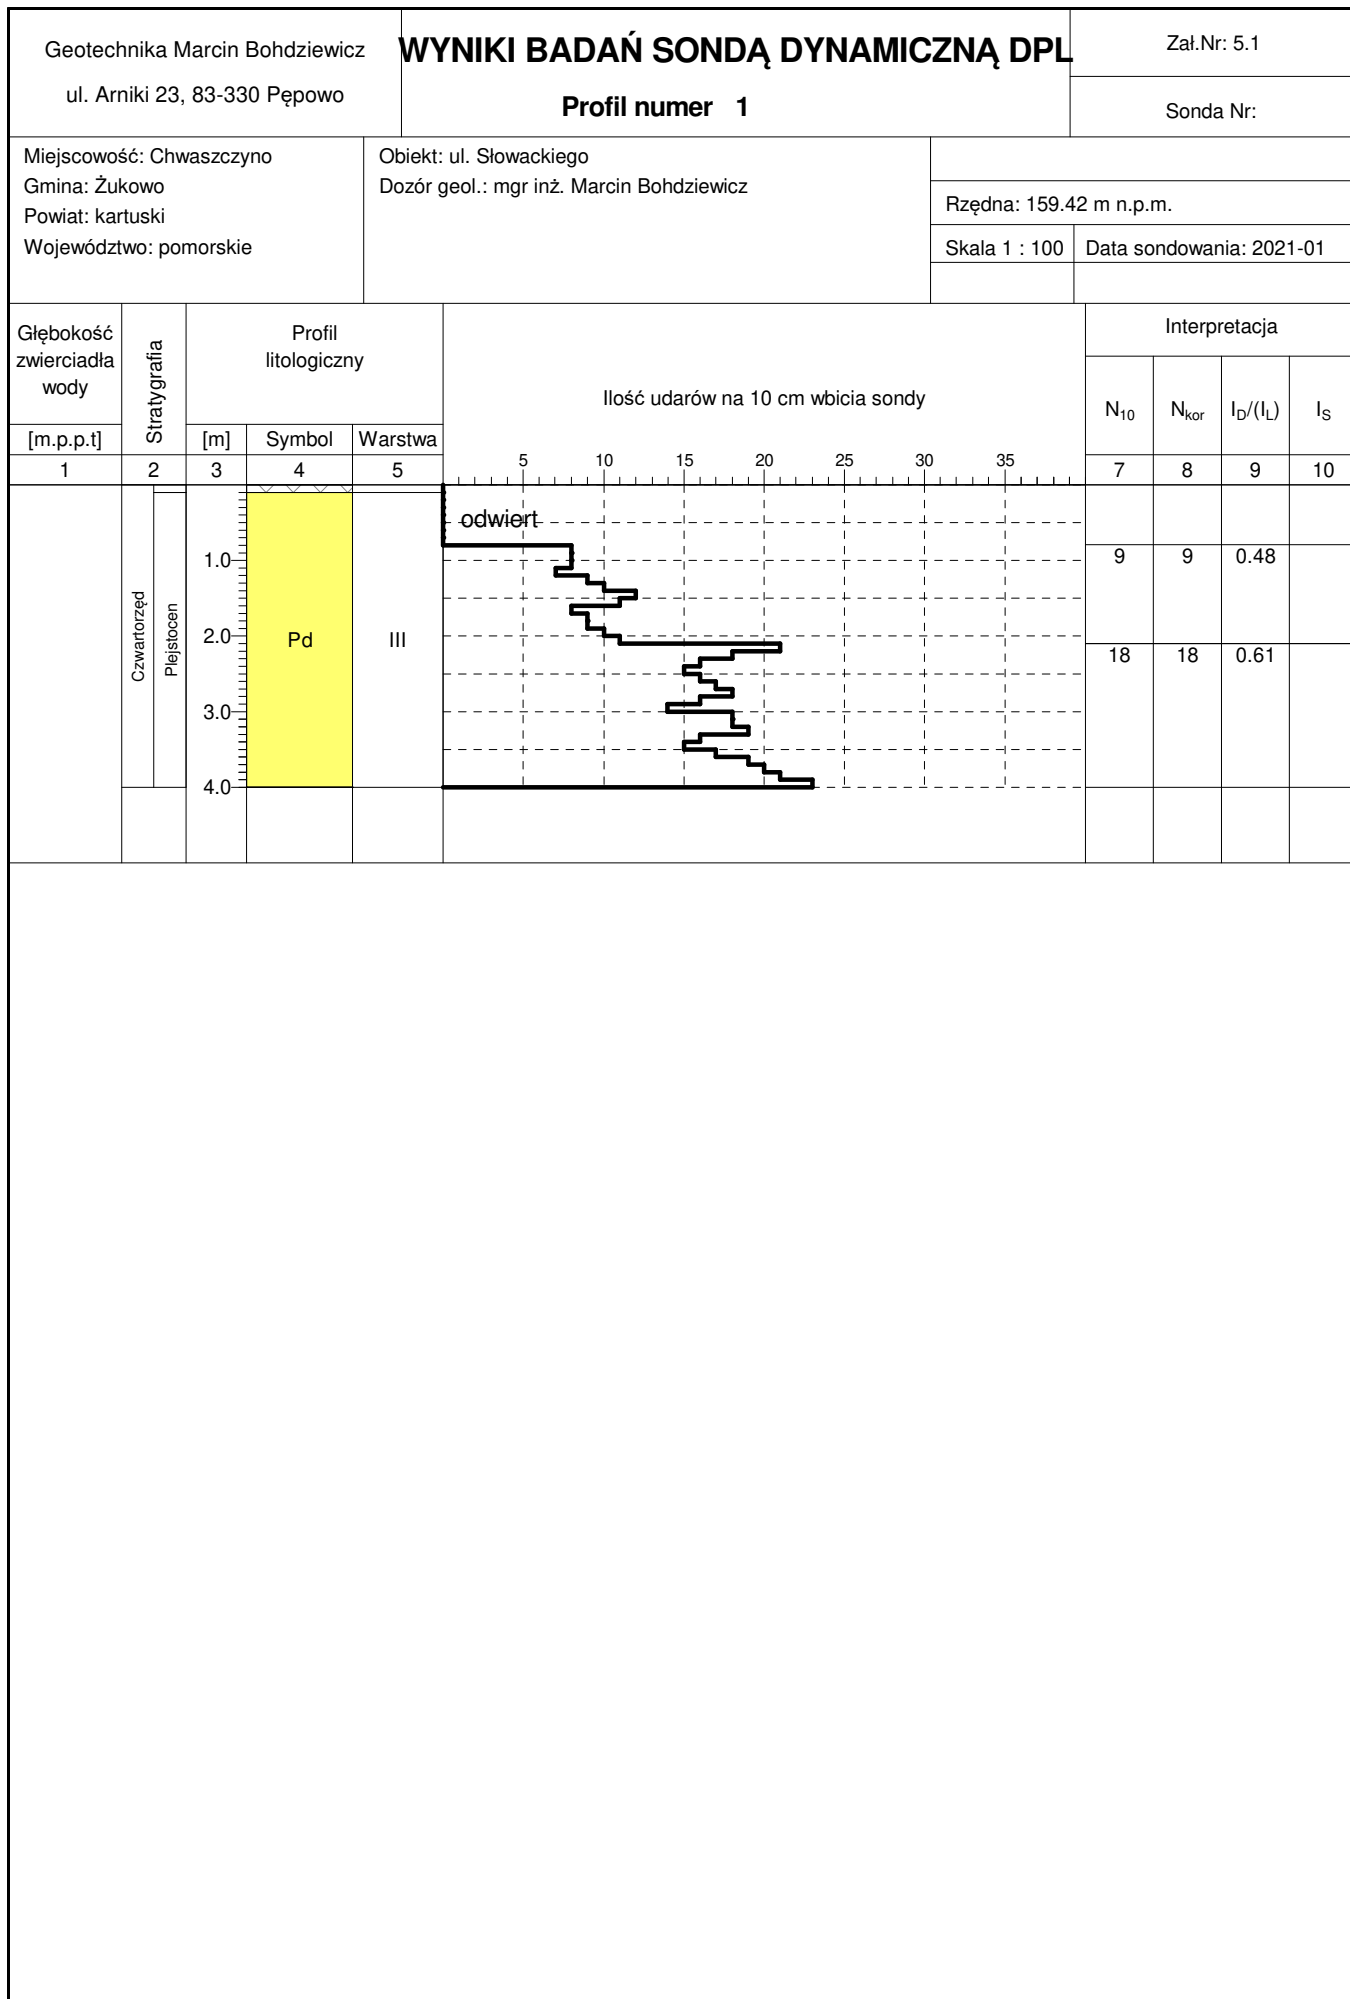 Geotechnika Marcin Bohdziewicz
ul. Arniki 23, 83-330 Pępowo
WYNIKI BADAŃ SONDĄ DYNAMICZNĄ DPL
Profil numer 1
Zał.Nr: 5.1
Sonda Nr:
Miejscowość: Chwaszczyno
Gmina: Żukowo
Powiat: kartuski
Województwo: pomorskie
Obiekt: ul. Słowackiego
Dozór geol.: mgr inż. Marcin Bohdziewicz
Rzędna: 159.42 m n.p.m.
Skala 1 : 100
Data sondowania: 2021-01
Głębokość
zwierciadła
wody
[m.p.p.t]
Stratygrafia
Profil
litologiczny
[m] Symbol Warstwa
Ilość udarów na 10 cm wbicia sondy
Interpretacja
N10 Nkor ID/(IL) IS
1 2 3 4 5
5 10 15 20 25 30 35
7 8 9 10
odwiert
1.0
9 9 0.48
Czwartorzęd
Plejstocen
2.0
Pd
III
18 18 0.61
3.0
4.0